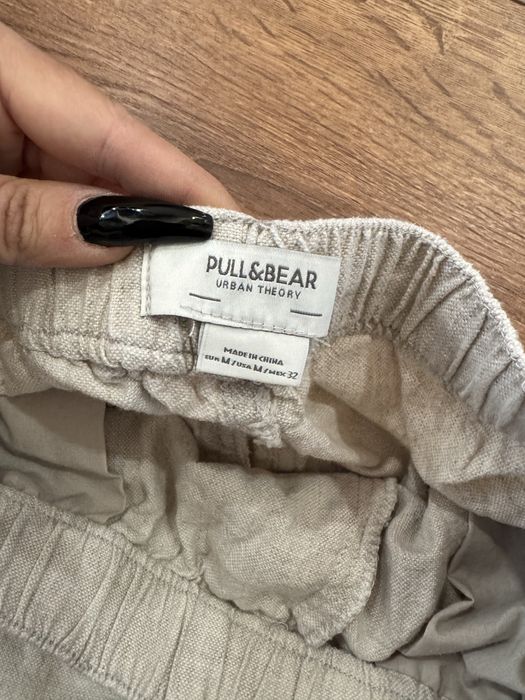 PULL&BEAR
URBAN THEORY
MADE IN CHINA
EUR M / USA M / MEX 32